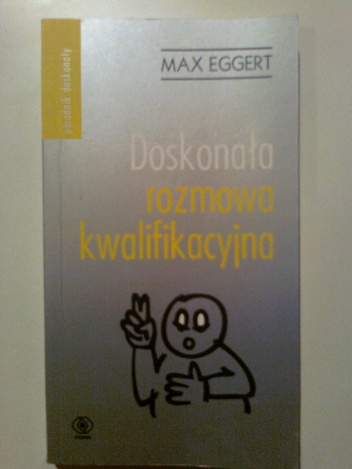 poradnik doskonały
MAX EGGERT
Doskonała
rozmowa
kwalifikacyjna